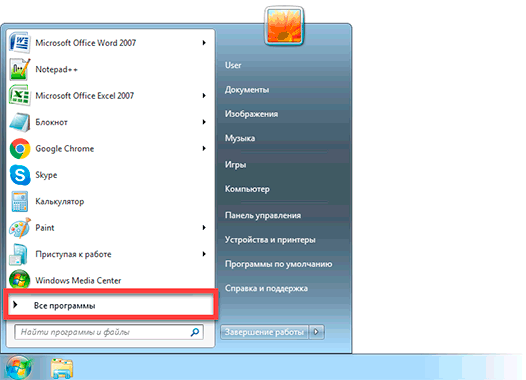 Microsoft Office Word 2007
Notepad++
Microsoft Office Excel 2007
Блокнот
Google Chrome
Skype
Калькулятор
Paint
Приступая к работе
Windows Media Center
Все программы
Найти программы и файлы
User
Документы
Изображения
Музыка
Игры
Компьютер
Панель управления
Устройства и принтеры
Программы по умолчанию
Справка и поддержка
Завершение работы